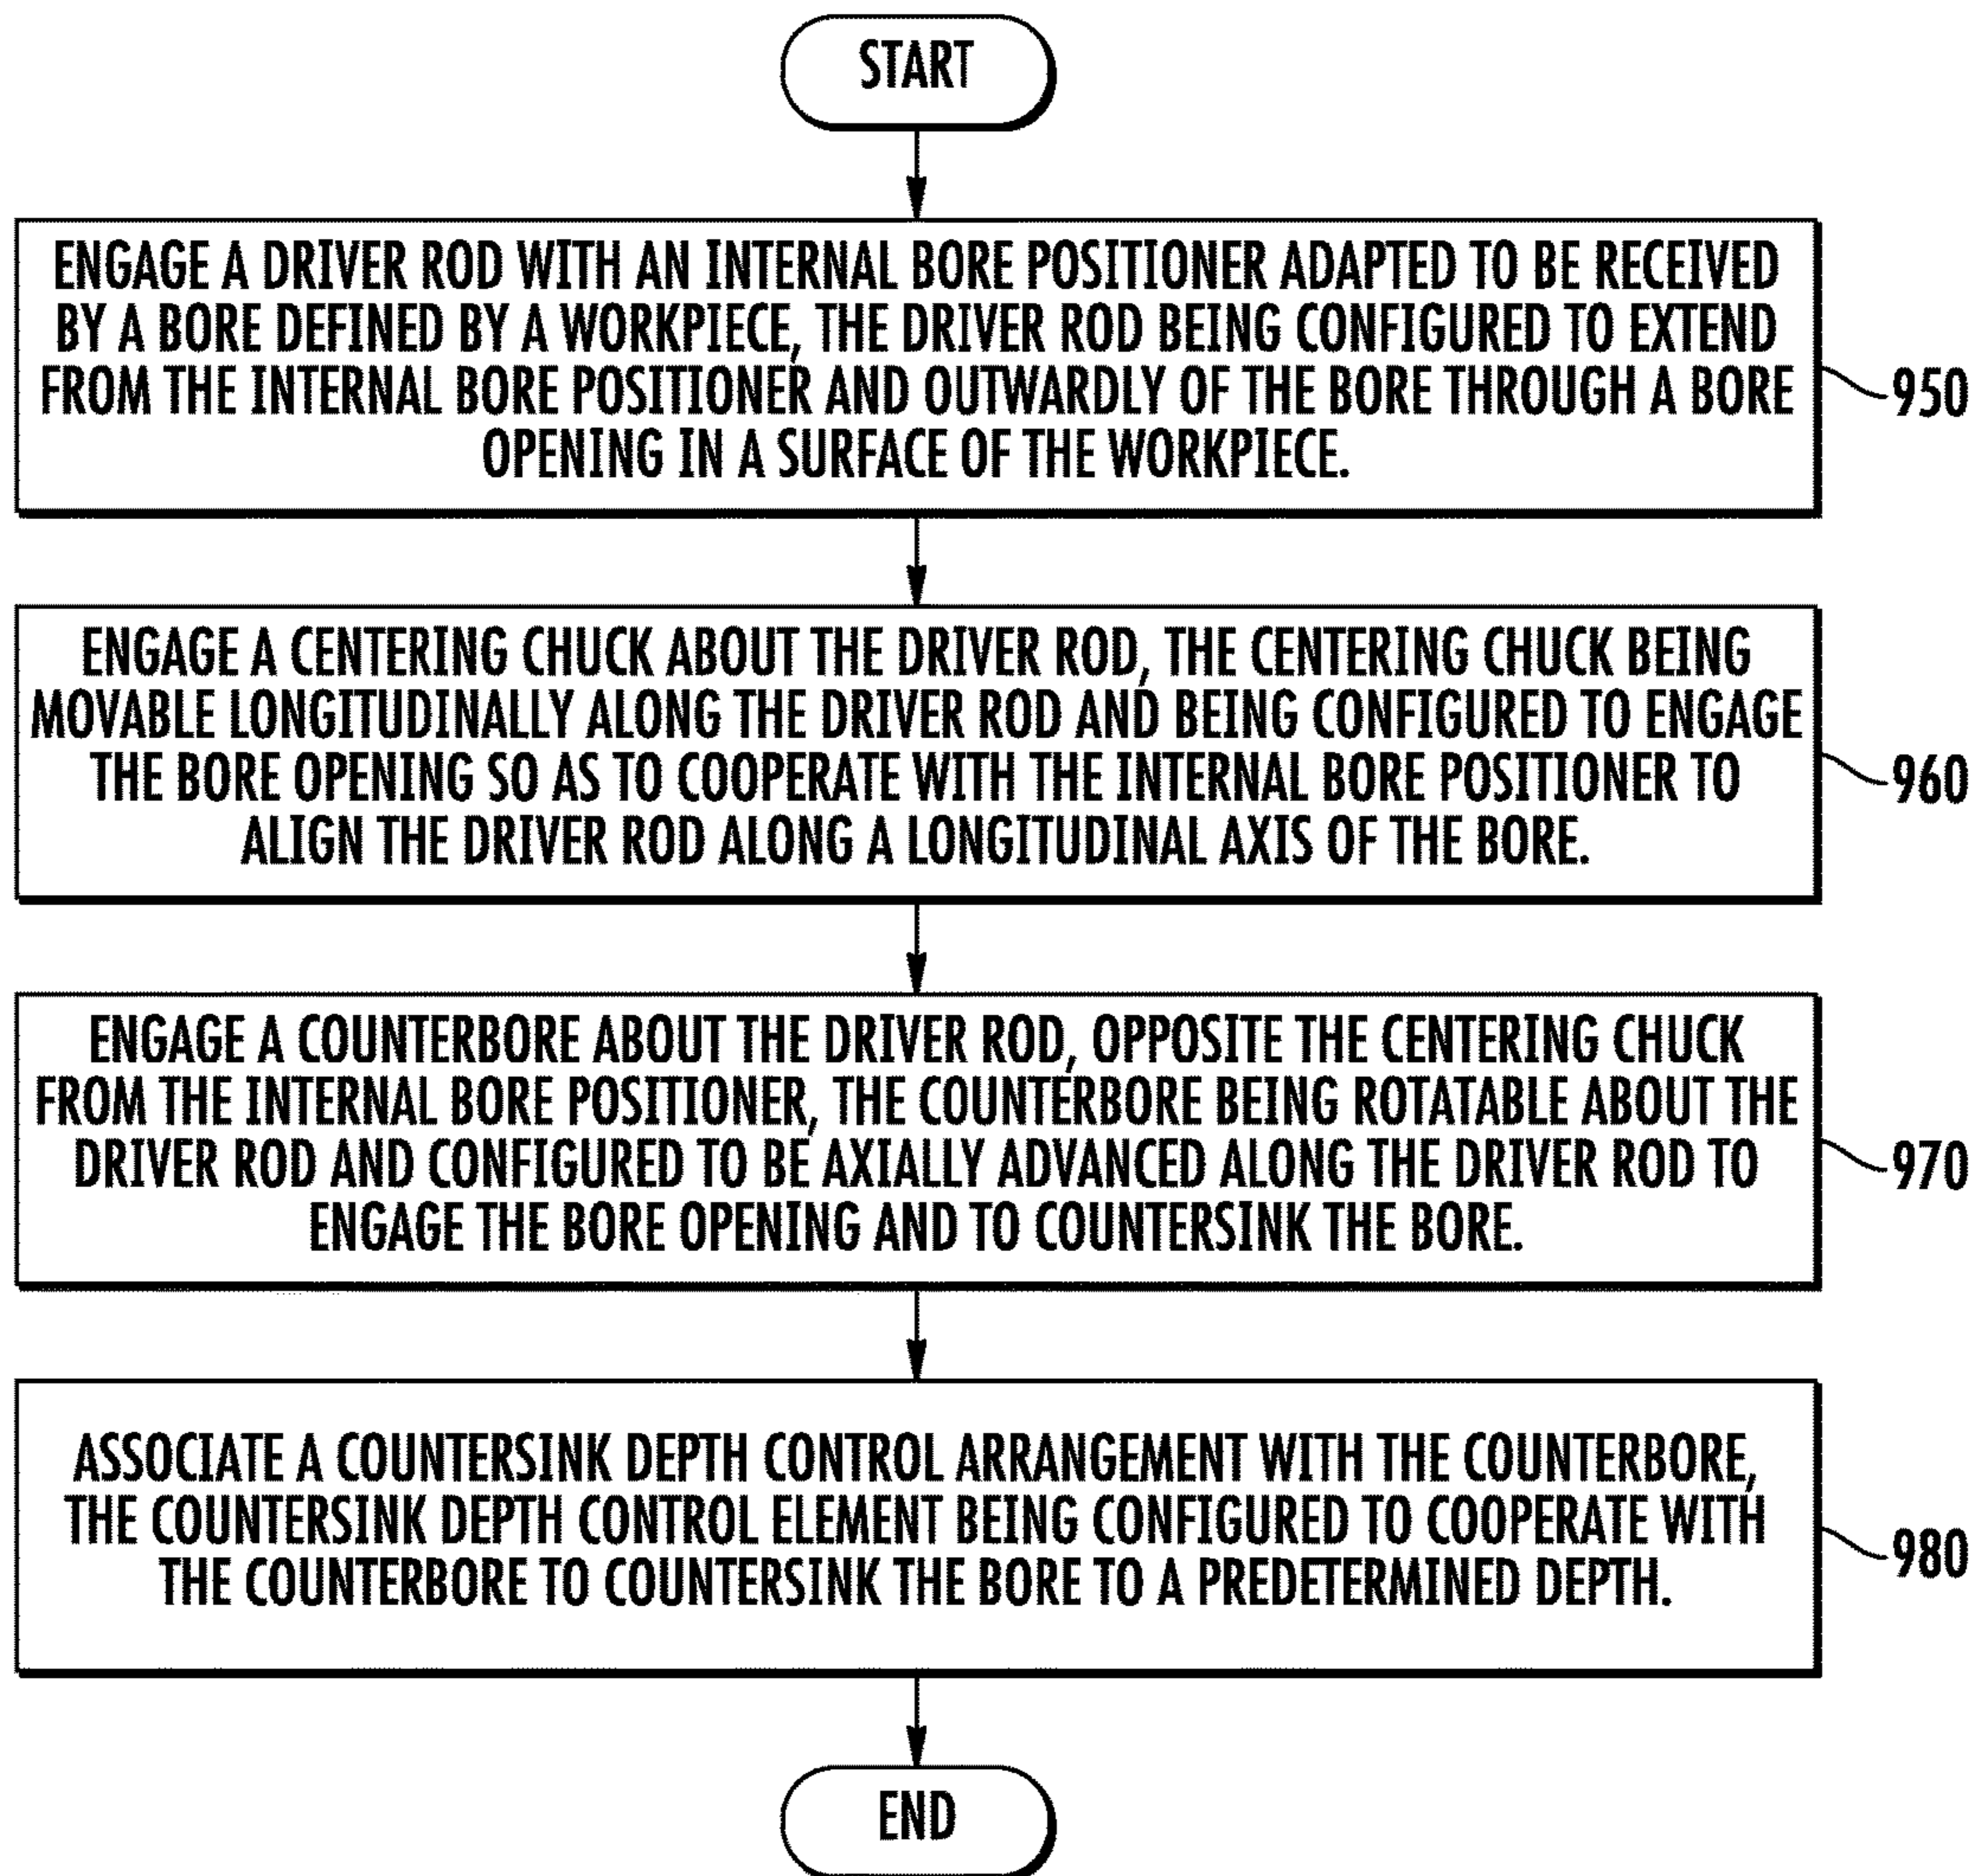 START
ENGAGE A DRIVER ROD WITH AN INTERNAL BORE POSITIONER ADAPTED TO BE RECEIVED
BY A BORE DEFINED BY A WORKPIECE, THE DRIVER ROD BEING CONFIGURED TO EXTEND
FROM THE INTERNAL BORE POSITIONER AND OUTWARDLY OF THE BORE THROUGH A BORE
OPENING IN A SURFACE OF THE WORKPIECE.
950
ENGAGE A CENTERING CHUCK ABOUT THE DRIVER ROD, THE CENTERING CHUCK BEING
MOVABLE LONGITUDINALLY ALONG THE DRIVER ROD AND BEING CONFIGURED TO ENGAGE
THE BORE OPENING SO AS TO COOPERATE WITH THE INTERNAL BORE POSITIONER TO
ALIGN THE DRIVER ROD ALONG A LONGITUDINAL AXIS OF THE BORE.
960
ENGAGE A COUNTERBORE ABOUT THE DRIVER ROD, OPPOSITE THE CENTERING CHUCK
FROM THE INTERNAL BORE POSITIONER, THE COUNTERBORE BEING ROTATABLE ABOUT THE
DRIVER ROD AND CONFIGURED TO BE AXIALLY ADVANCED ALONG THE DRIVER ROD TO
ENGAGE THE BORE OPENING AND TO COUNTERSINK THE BORE.
970
ASSOCIATE A COUNTERSINK DEPTH CONTROL ARRANGEMENT WITH THE COUNTERBORE,
THE COUNTERSINK DEPTH CONTROL ELEMENT BEING CONFIGURED TO COOPERATE WITH
THE COUNTERBORE TO COUNTERSINK THE BORE TO A PREDETERMINED DEPTH.
980
END